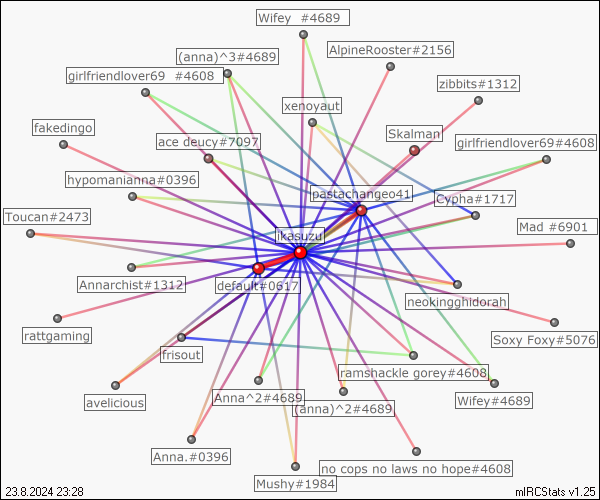 Wifey #4689
AlpineRooster#2156
(anna)^3#4689
girlfriendlover69 #4608
zibbits#1312
xenoyaut
fakedingo
ace deucy#7097
Skalman
girlfriendlover69#4608
hypomaniama#0396
pastachangeo41
Cypha#1717
Toucan#2473
ikasuzu
Mad #6901
Annarchist#1312
default#0617
neokingghidorah
rattgaming
Soxy Foxy#5076
frisout
ramshackle gorey#4608
avelicious
Anna^2#4689
(anna)^2#4689
Wifey#4689
Anna.#0396
Mushy#1984
no cops no laws no hope#4608
23.8.2024 23:28
mIRCStats v1.25